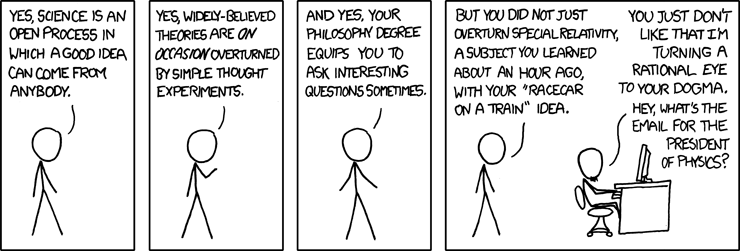 YES, SCIENCE IS AN
OPEN PROCESS IN
WHICH A GOOD IDEA
CAN COME FROM
ANYBODY.
YES, WIDELY-BELIEVED
THEORIES ARE ON
OCCASION OVERTURNED
BY SIMPLE THOUGHT
EXPERIMENTS.
AND YES, YOUR
PHILOSOPHY DEGREE
EQUIPS YOU TO
ASK INTERESTING
QUESTIONS SOMETIMES.
BUT YOU DID NOT JUST
OVERTURN SPECIAL RELATIVITY,
A SUBJECT YOU LEARNED
ABOUT AN HOUR AGO,
WITH YOUR "RACECAR
ON A TRAIN" IDEA.
YOU JUST DON'T
LIKE THAT I'M
TURNING A
RATIONAL EYE
TO YOUR DOGMA.
HEY, WHAT'S THE
EMAIL FOR THE
PRESIDENT
OF PHYSICS?